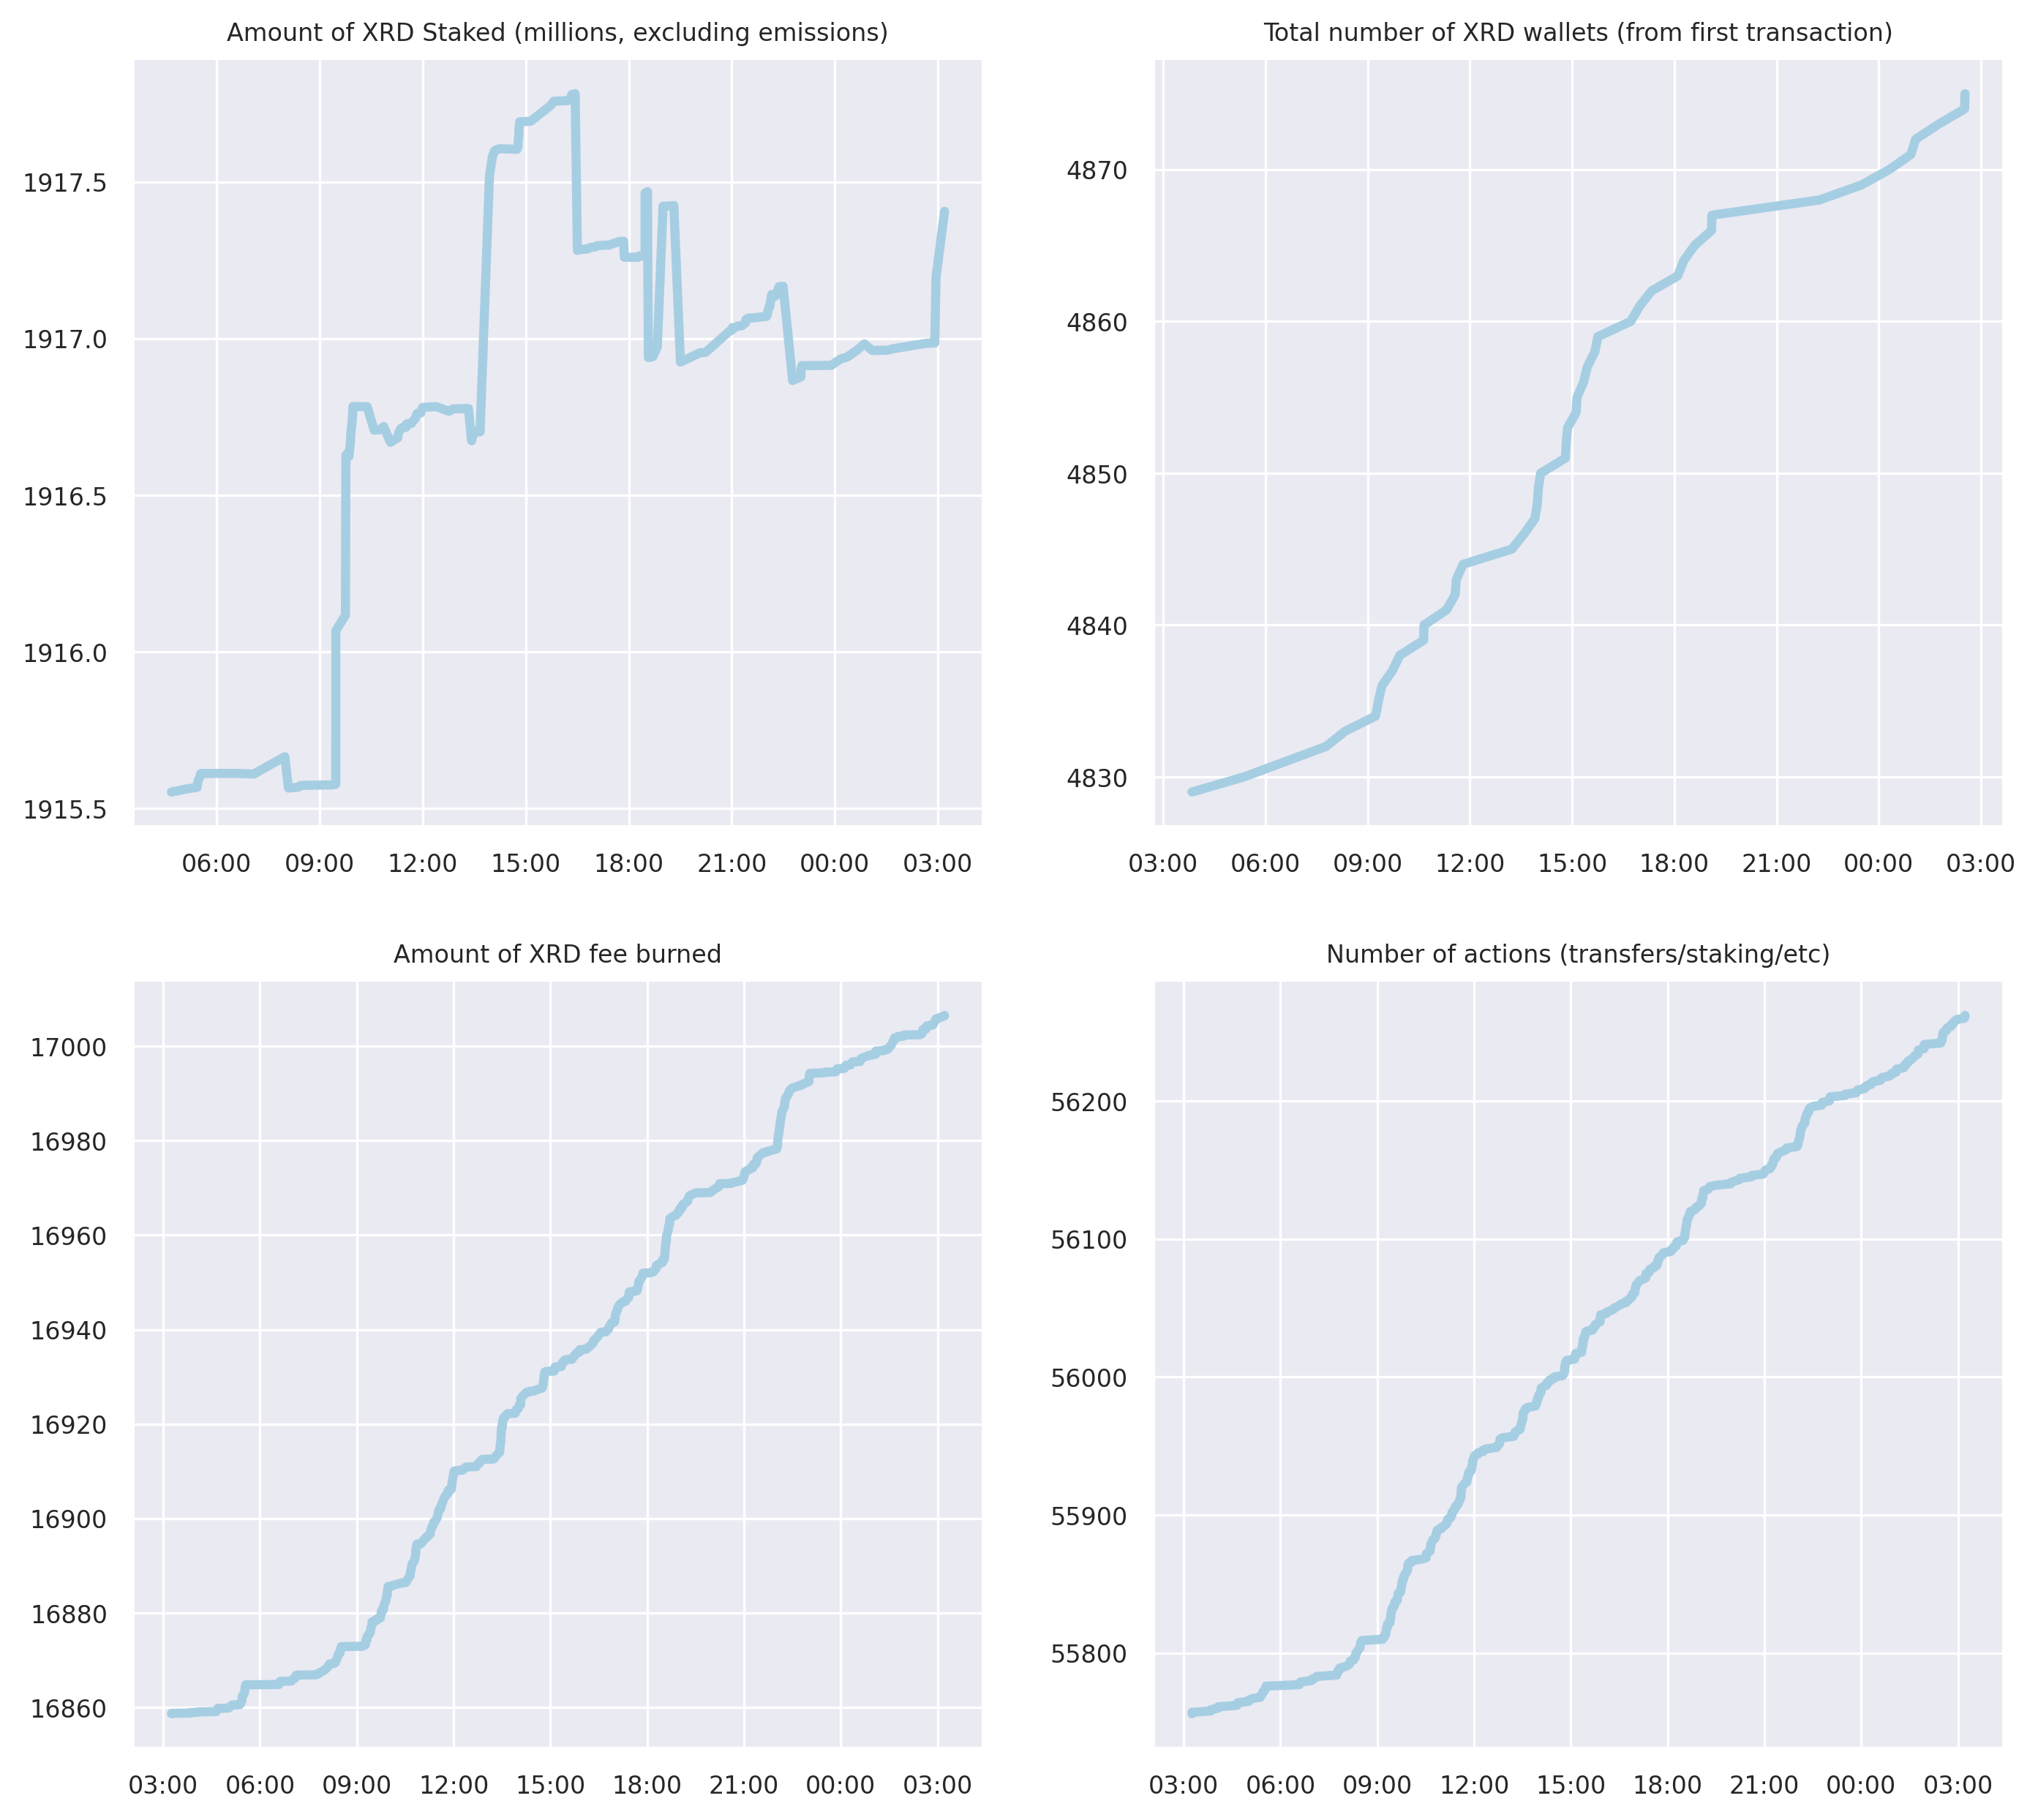 Amount of XRD Staked (millions, excluding emissions)
1917.5
1917.0
1916.5
1916.0
1915.5
06:00 09:00 12:00 15:00 18:00 21:00 00:00 03:00
Total number of XRD wallets (from first transaction)
4870
4860
4850
4840
4830
03:00 06:00 09:00 12:00 15:00 18:00 21:00 00:00 03:00
Amount of XRD fee burned
17000
16980
16960
16940
16920
16900
16880
16860
03:00 06:00 09:00 12:00 15:00 18:00 21:00 00:00 03:00
Number of actions (transfers/staking/etc)
56200
56100
56000
55900
55800
03:00 06:00 09:00 12:00 15:00 18:00 21:00 00:00 03:00